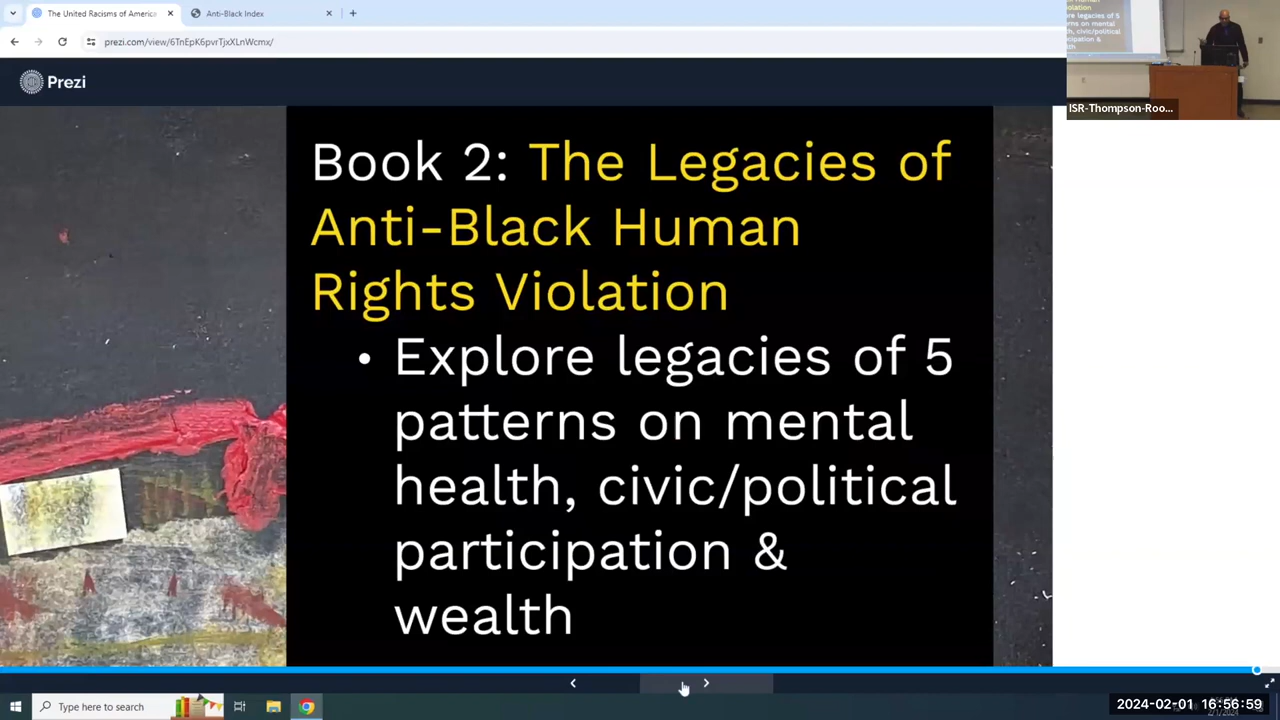 The United Racisms of America
Anti-Black Index
prezi.com/view/6TnEpK6pvrTjxXLnWcmx/
Prezi
ISR-Thompson-Roo...
Book 2: The Legacies of
Anti-Black Human
Rights Violation
• Explore legacies of 5
patterns on mental
health, civic/political
participation &
wealth
Type here to search
2024-02-01 16:56:59